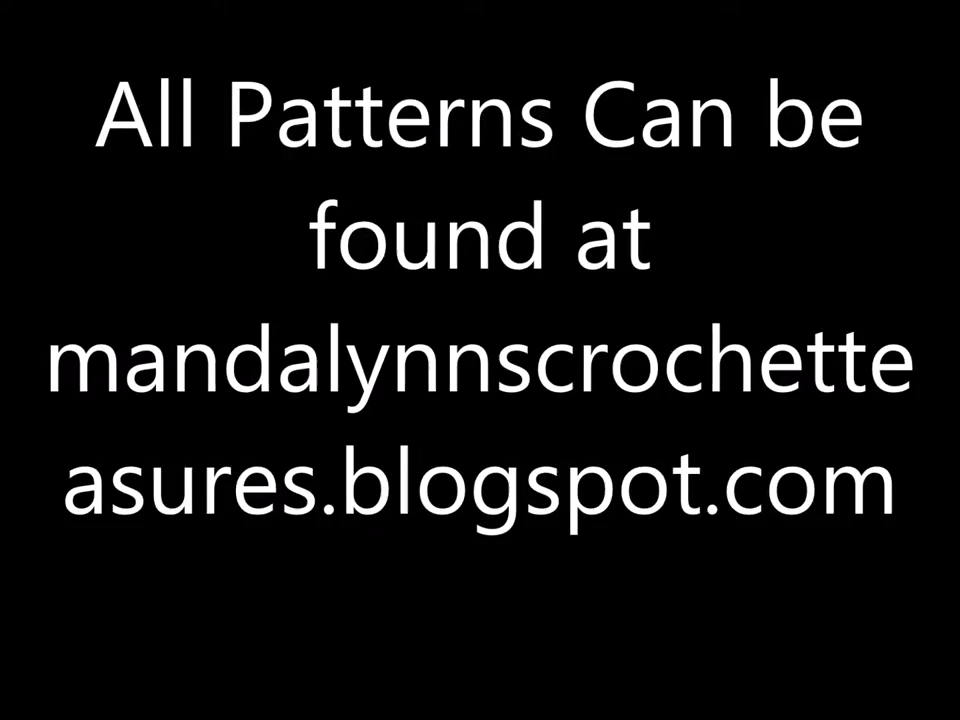 All Patterns Can be
found at
mandalynnscrochette
asures.blogspot.com